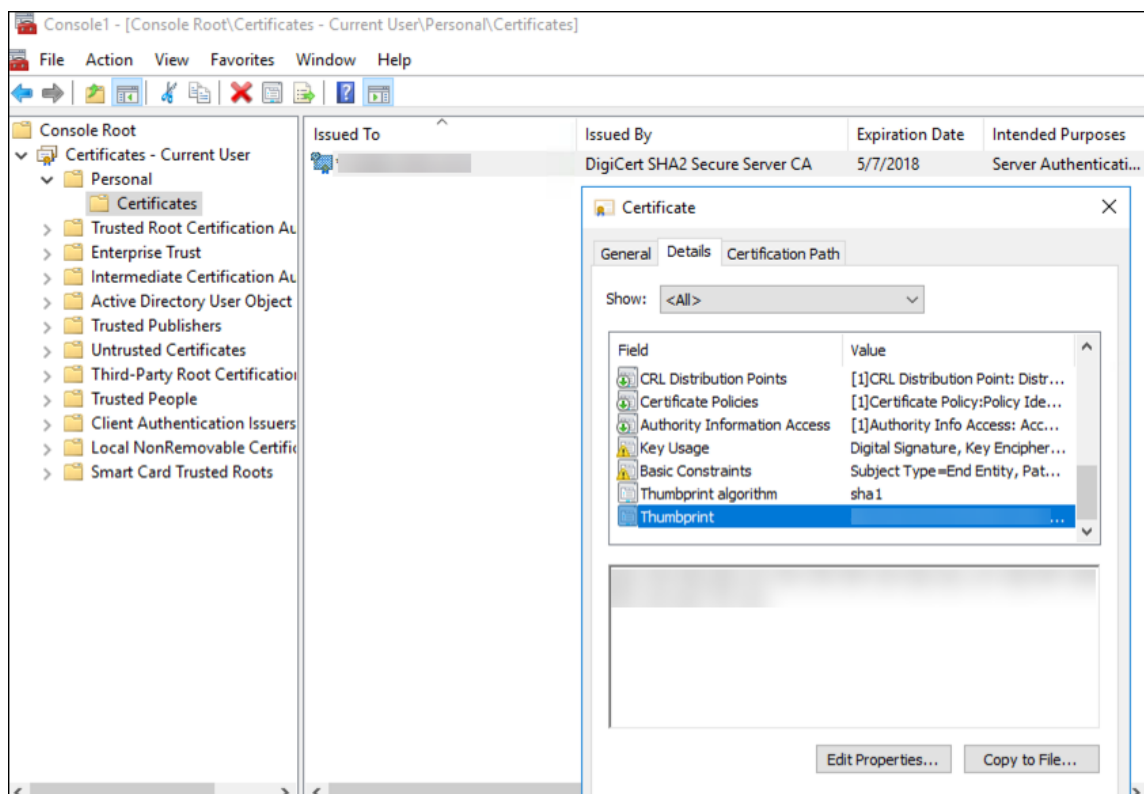 Console1 - [Console Root\Certificates - Current User\Personal\Certificates]
File Action View Favorites Window Help
Console Root
Certificates - Current User
Personal
Certificates
Trusted Root Certification Au
Enterprise Trust
Intermediate Certification Au
Active Directory User Object
Trusted Publishers
Untrusted Certificates
Third-Party Root Certification
Trusted People
Client Authentication Issuers
Local NonRemovable Certific
Smart Card Trusted Roots
Issued To Issued By Expiration Date Intended Purposes
DigiCert SHA2 Secure Server CA 5/7/2018 Server Authenticati...
Certificate
General Details Certification Path
Show: <All>
Field Value
CRL Distribution Points [1]CRL Distribution Point: Distr...
Certificate Policies [1]Certificate Policy:Policy Ide...
Authority Information Access [1]Authority Info Access: Acc...
Key Usage Digital Signature, Key Encipher...
Basic Constraints Subject Type=End Entity, Pat...
Thumbprint algorithm sha1
Thumbprint ...
Edit Properties... Copy to File...